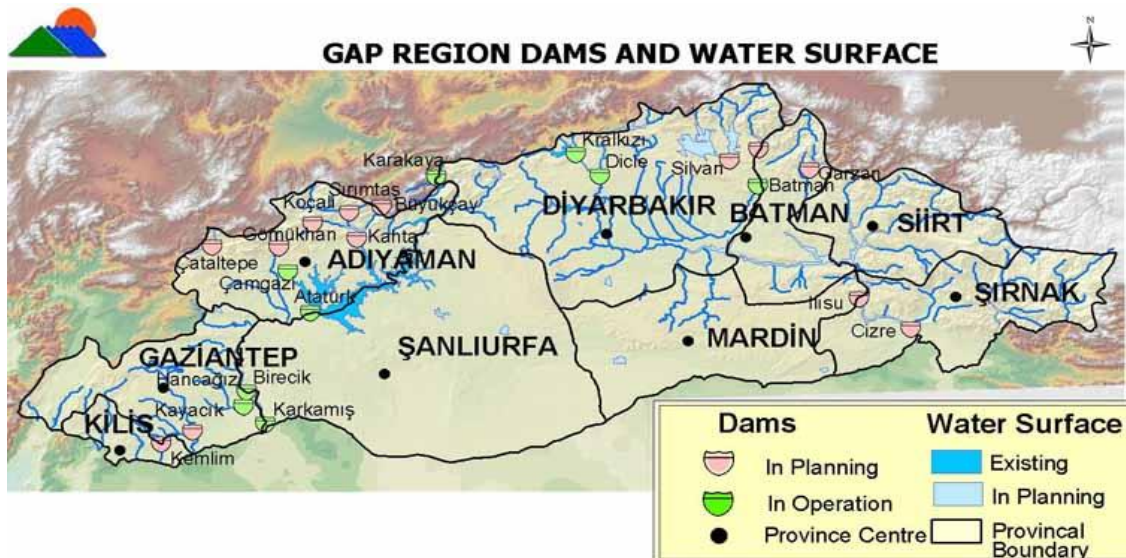 N
GAP REGION DAMS AND WATER SURFACE
Kralkızı
Karakaya
Dicle
Silvan
Garzan
Sırımtaş
Batman
Koçali
Büyükçay
DİYARBAKIR
BATMAN
SİİRT
Gömükhan
Kahta
Çataltepe
ADIYAMAN
Çamgazi
Atatürk
Ilısu
ŞIRNAK
Cizre
GAZİANTEP
ŞANLIURFA
MARDİN
Hancağız
Birecik
Kayacık
Karkamış
KİLİS
Kemlim
Dams
Water Surface
In Planning
Existing
In Operation
In Planning
Province Centre
Provincal
Boundary